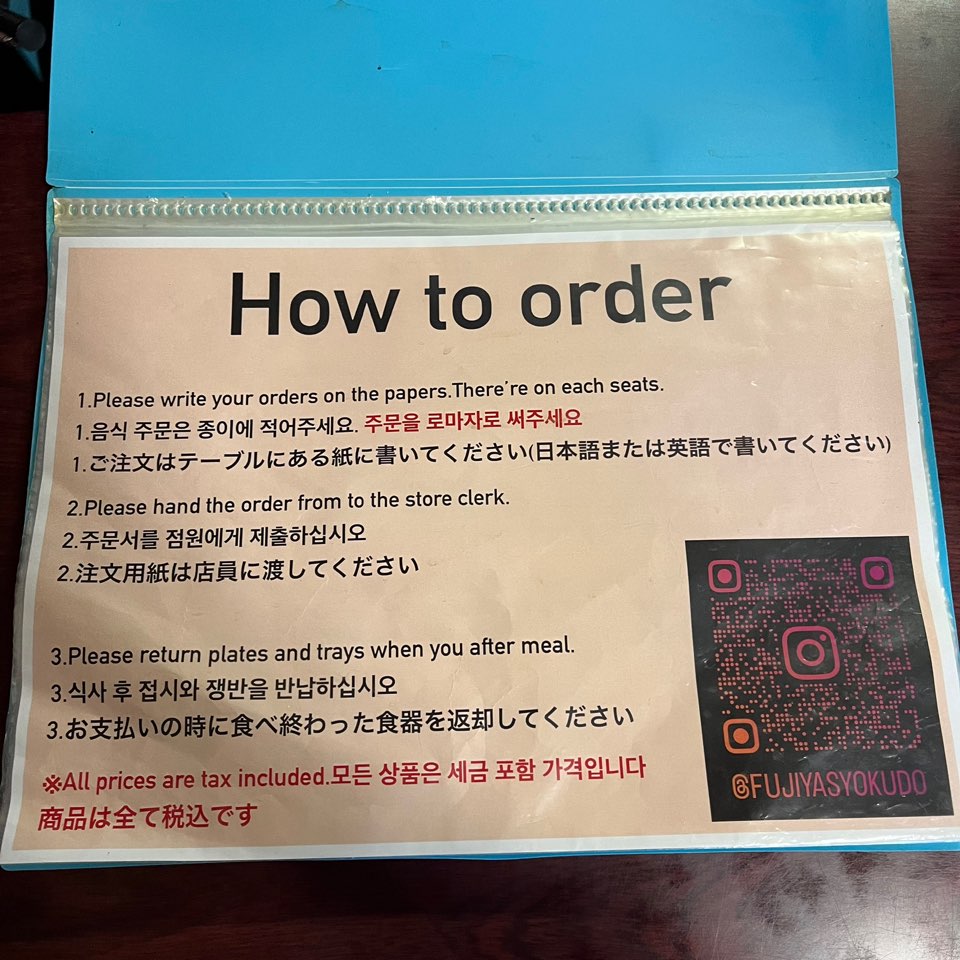 How to order
1.Please write your orders on the papers.There're on each seats.
1.음식 주문은 종이에 적어주세요. 주문을 로마자로 써주세요
1.ご注文はテーブルにある紙に書いてください(日本語または英語で書いてください)
2.Please hand the order from to the store clerk.
2.주문서를 점원에게 제출하십시오
2.注文用紙は店員に渡してください
3.Please return plates and trays when you after meal.
3.식사 후 접시와 쟁반을 반납하십시오
3.お支払いの時に食べ終わった食器を返却してください
※All prices are tax included.모든 상품은 세금 포함 가격입니다
商品は全て税込です
@FUJIYASYOKUDO